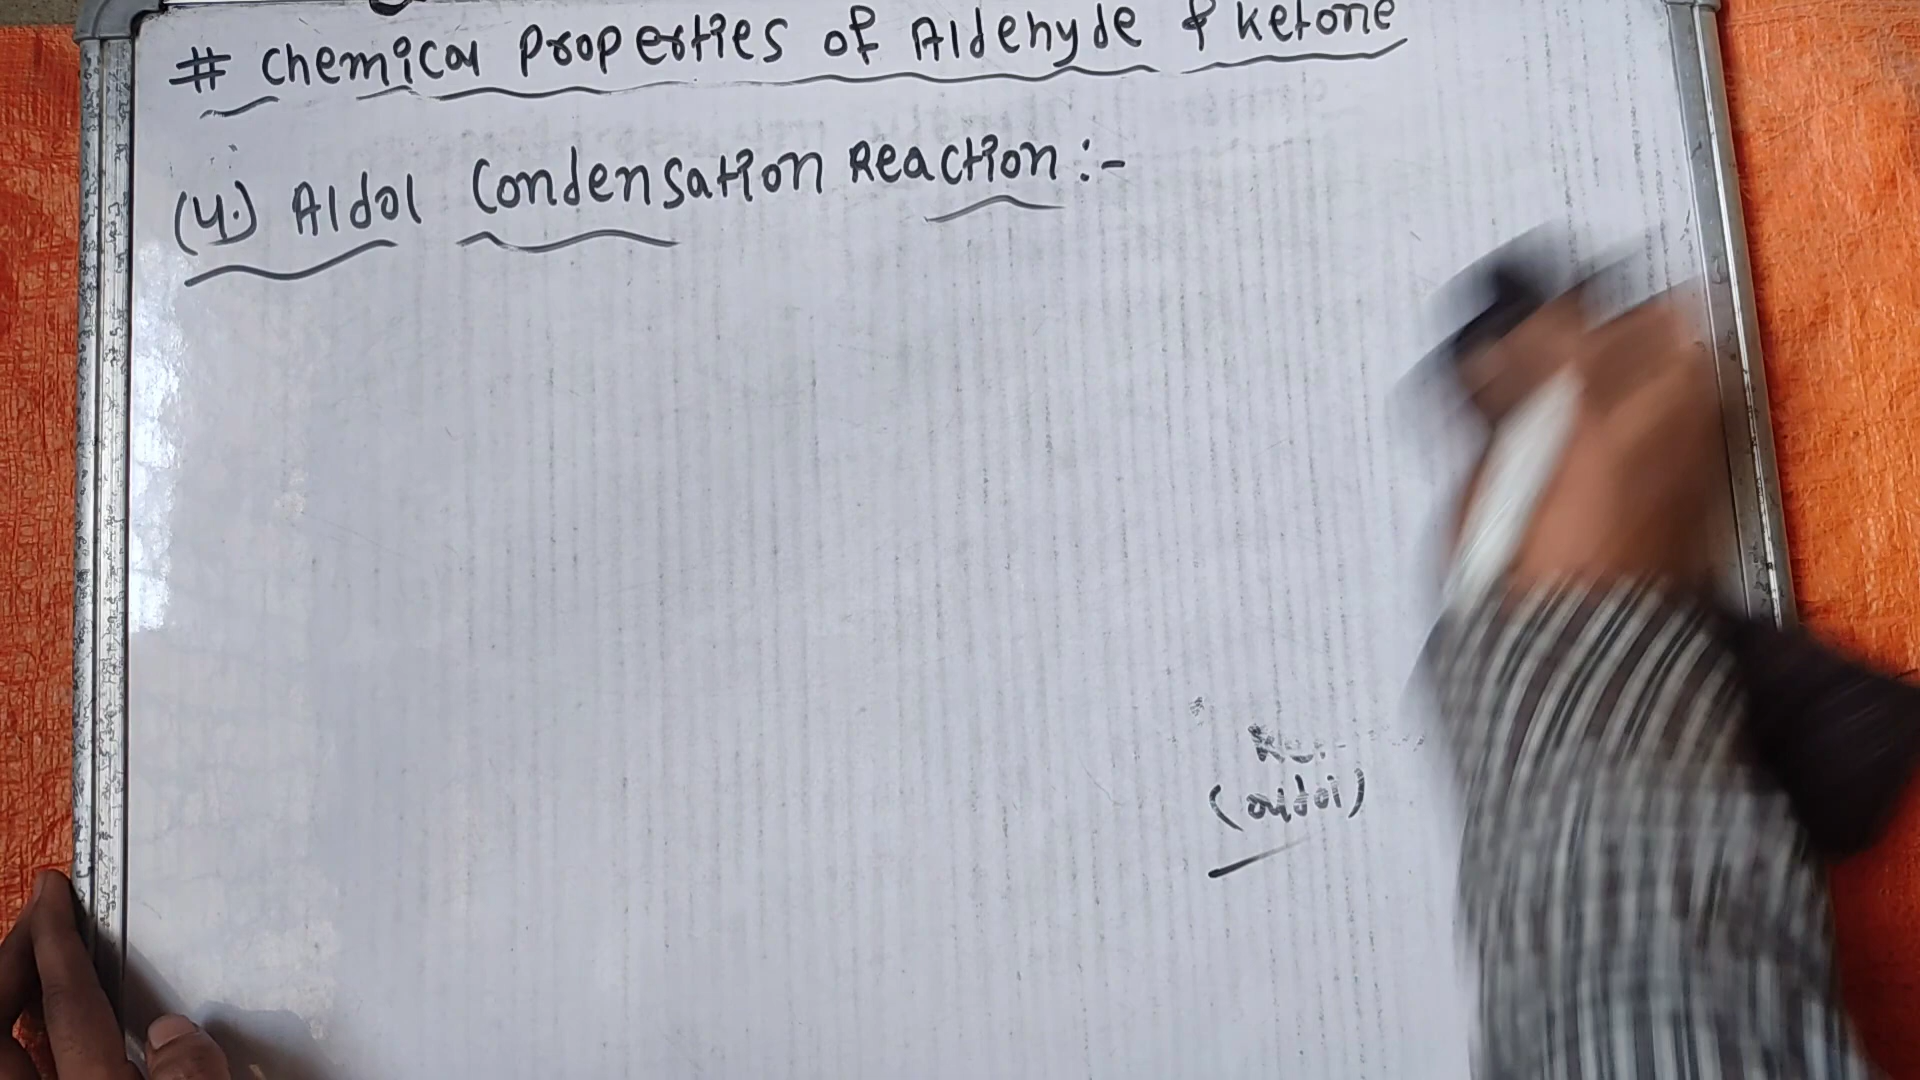 # Chemical Properties of Aldehyde & Ketone
(4.) Aldol Condensation Reaction :-
(aldol)